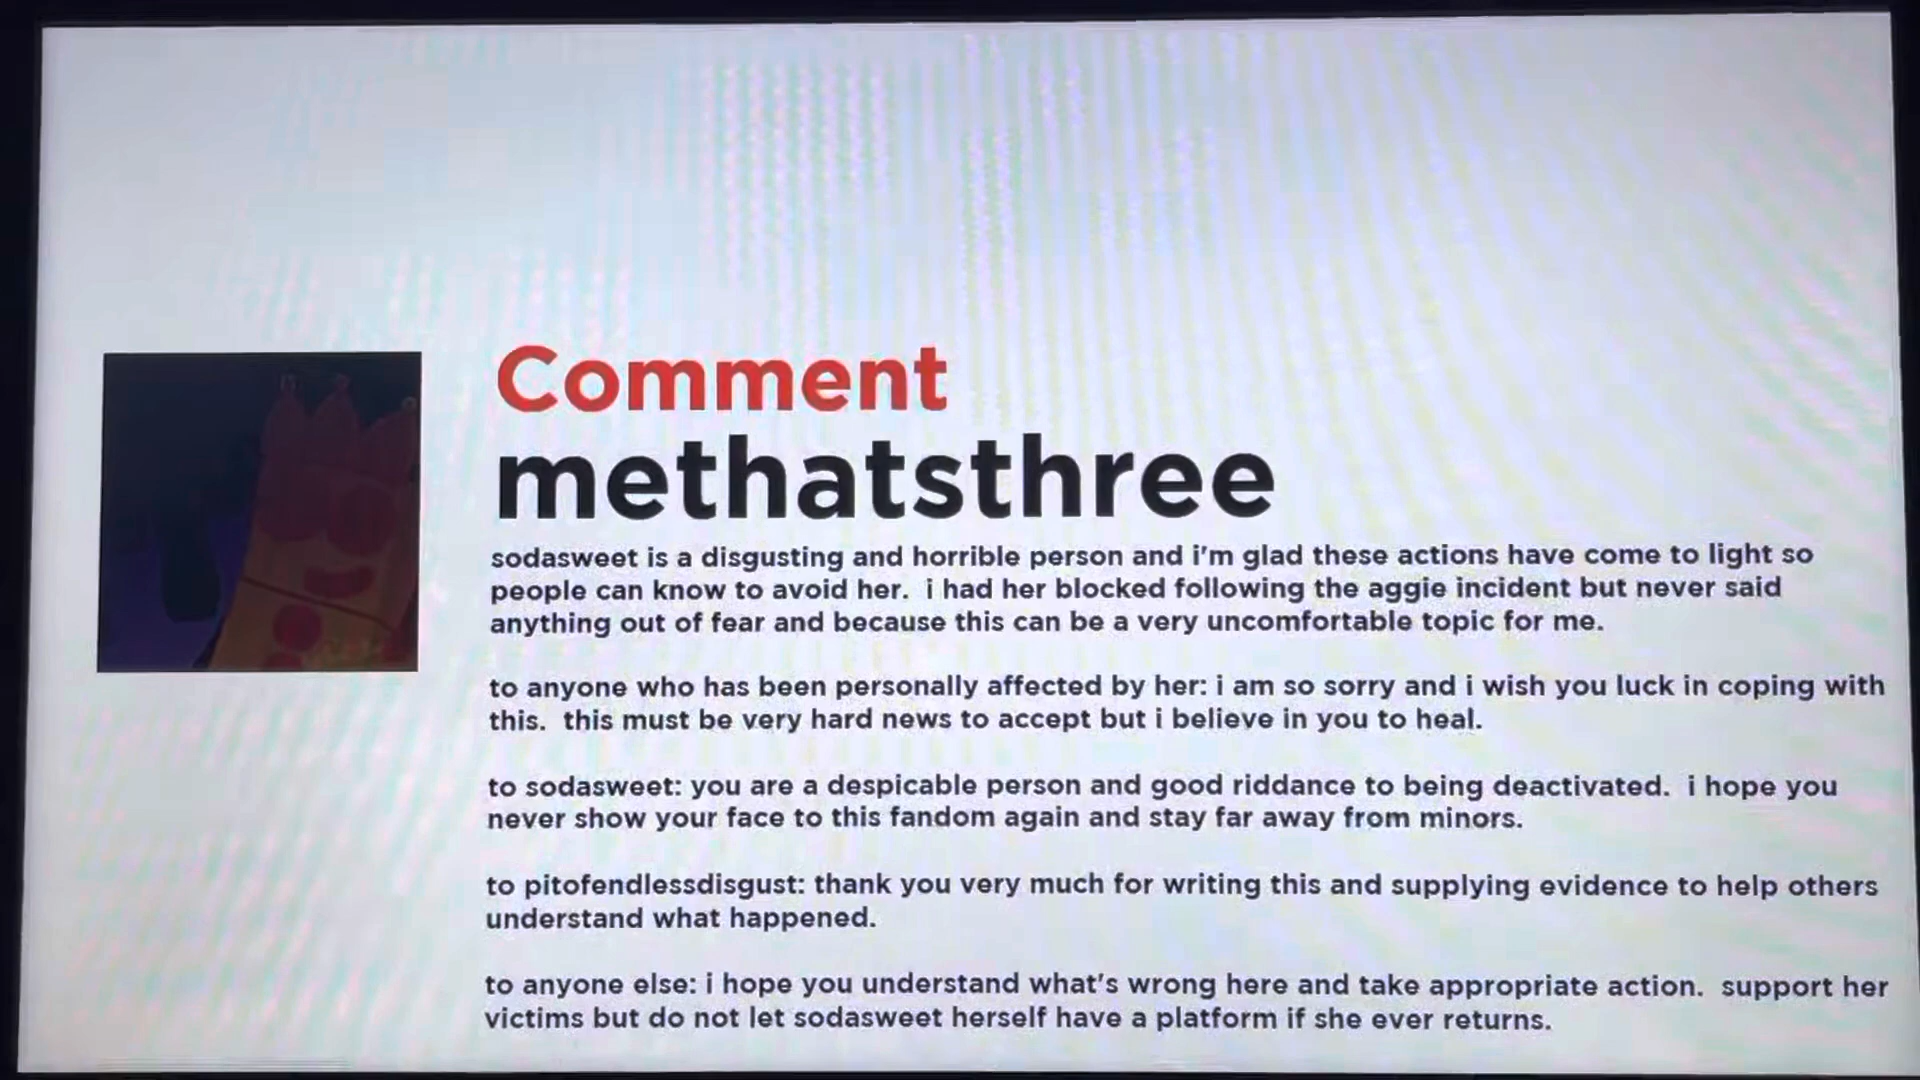 Comment
methatsthree
sodasweet is a disgusting and horrible person and i'm glad these actions have come to light so
people can know to avoid her.  i had her blocked following the aggie incident but never said
anything out of fear and because this can be a very uncomfortable topic for me.
to anyone who has been personally affected by her: i am so sorry and i wish you luck in coping with
this.  this must be very hard news to accept but i believe in you to heal.
to sodasweet: you are a despicable person and good riddance to being deactivated.  i hope you
never show your face to this fandom again and stay far away from minors.
to pitofendlessdisgust: thank you very much for writing this and supplying evidence to help others
understand what happened.
to anyone else: i hope you understand what's wrong here and take appropriate action.  support her
victims but do not let sodasweet herself have a platform if she ever returns.